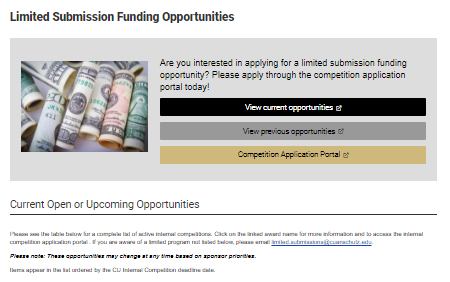 Limited Submission Funding Opportunities
Are you interested in applying for a limited submission funding
opportunity? Please apply through the competition application
portal today!
View current opportunities
View previous opportunities
Competition Application Portal
Current Open or Upcoming Opportunities
Please see the table below for a complete list of active internal competitions. Click on the linked award name for more information and to access the internal
competition application portal . If you are aware of a limited program not listed below, please email limited.submissions@cuanschutz.edu.
Please note: These opportunities may change at any time based on sponsor priorities.
Items appear in the list ordered by the CU Internal Competition deadline date.